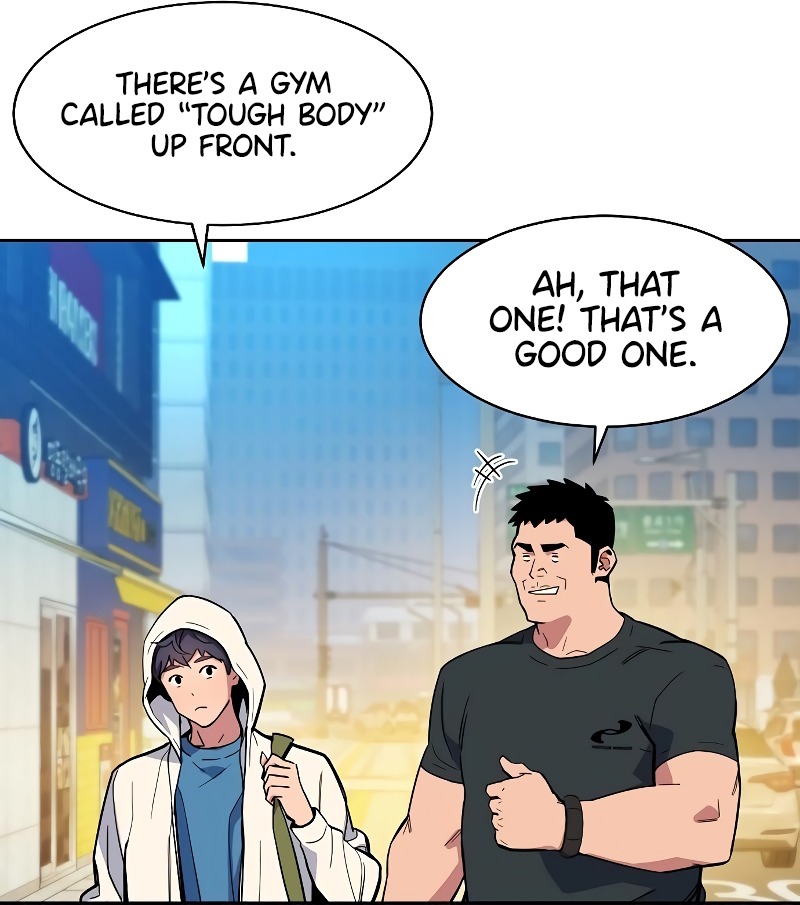 THERE'S A GYM
CALLED "TOUGH BODY"
UP FRONT.
AH, THAT
ONE! THAT'S A
GOOD ONE.